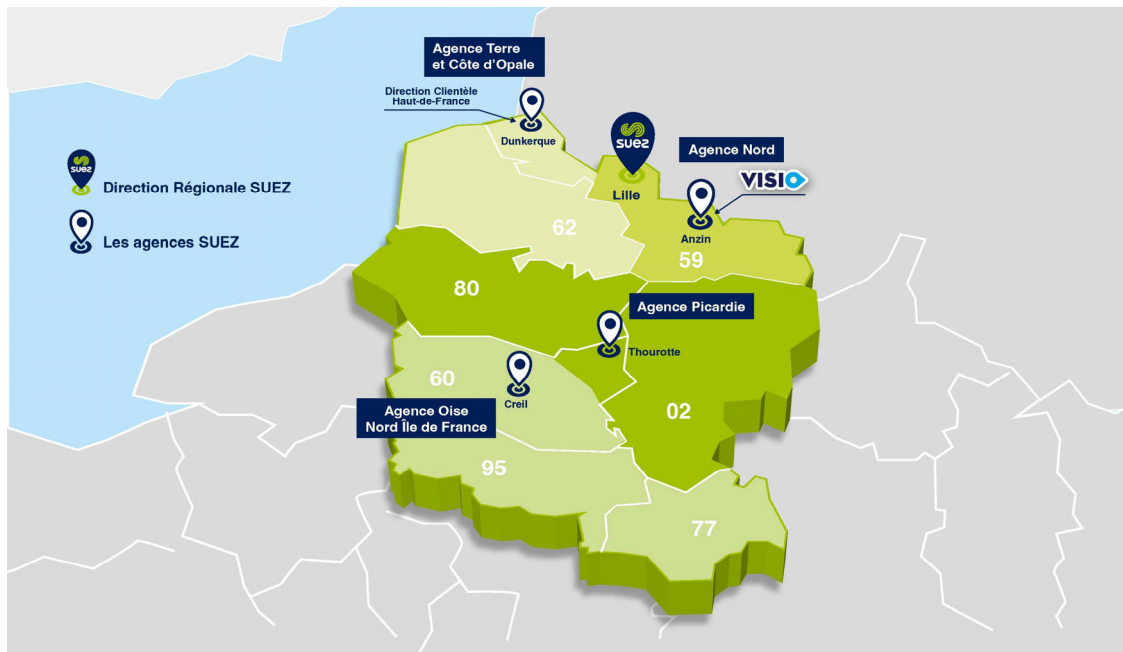 Agence Terre
et Côte d'Opale
Direction Clientèle
Haut-de-France
Dunkerque
suez
Lille
Agence Nord
VISIO
Anzin
suez
Direction Régionale SUEZ
Les agences SUEZ
62
59
80
Agence Picardie
Thourotte
60
Creil
02
Agence Oise
Nord Île de France
95
77